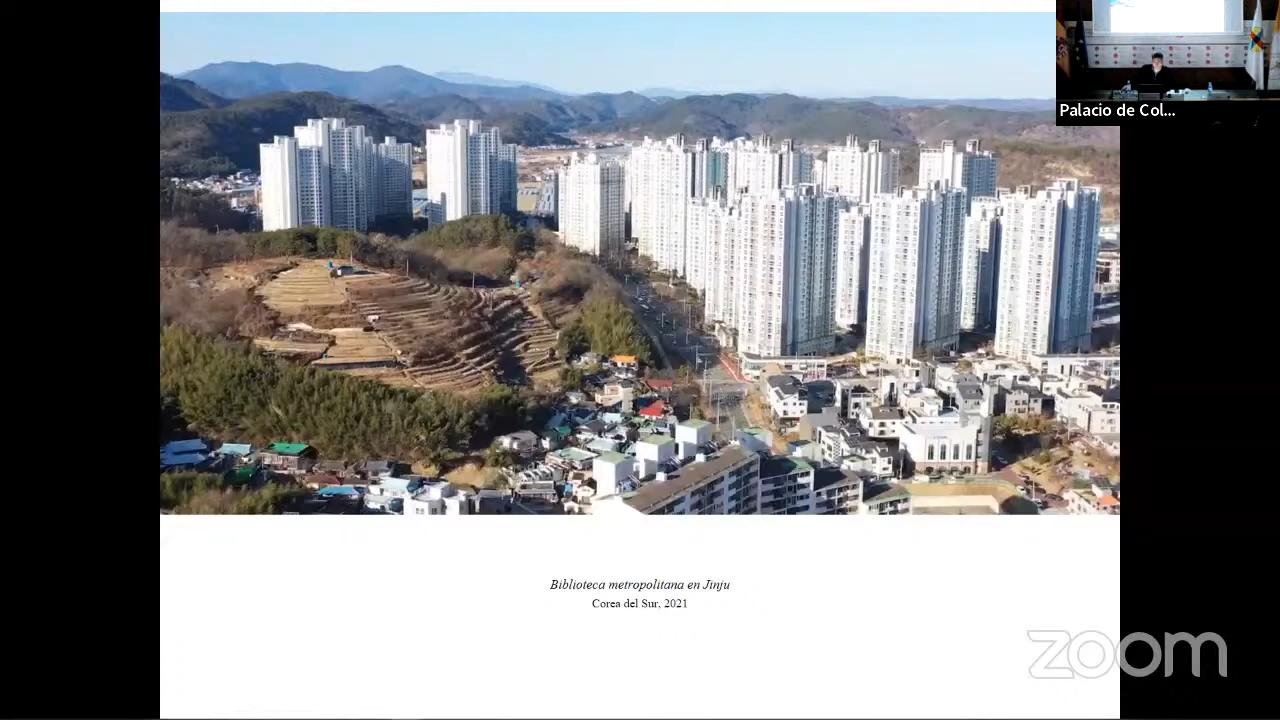 Palacio de Col...
Biblioteca metropolitana en Jinju
Corea del Sur, 2021
zoom